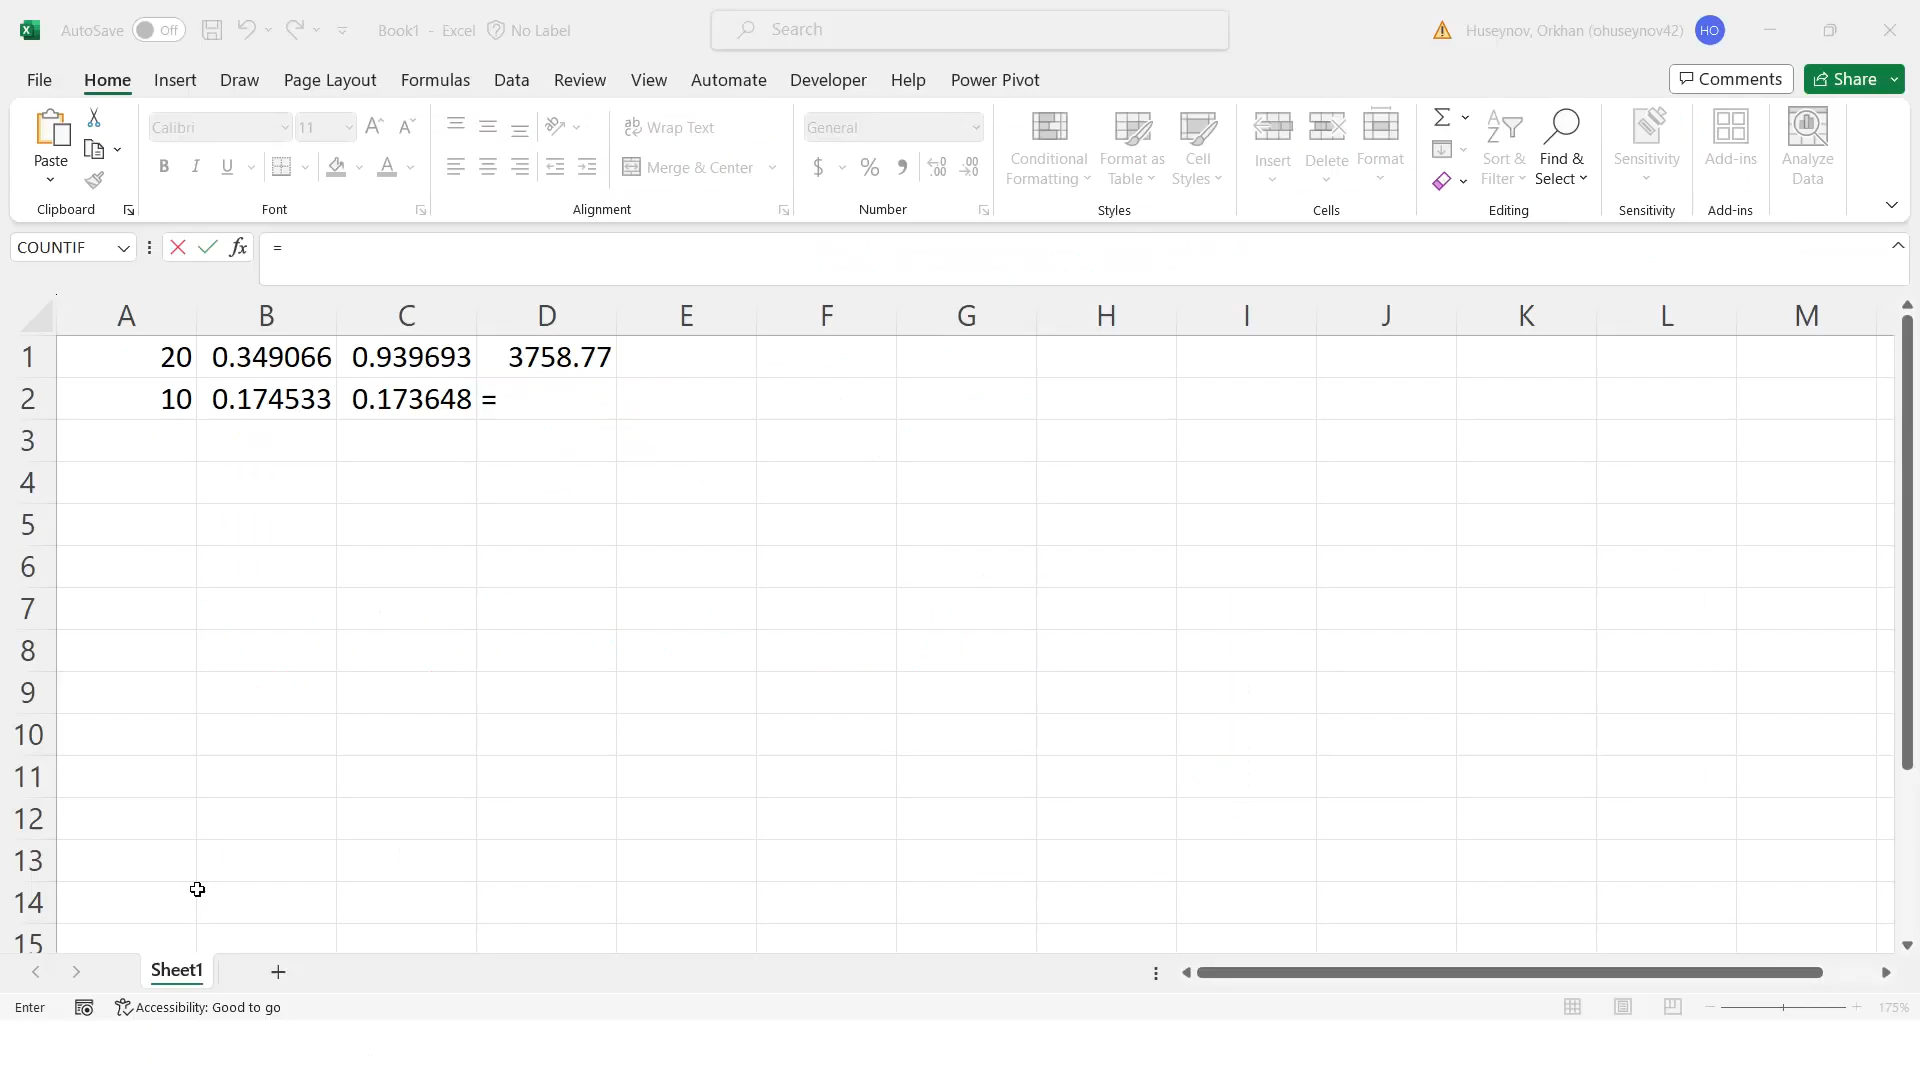 AutoSave Off Book1 - Excel No Label Search Huseynov, Orkhan (ohuseynov42) HO
File Home Insert Draw Page Layout Formulas Data Review View Automate Developer Help Power Pivot Comments Share
Paste
Clipboard
Calibri 11
B I U A
Font
Wrap Text
Merge & Center
Alignment
General
$ % 9
Number
Conditional Formatting
Format as Table
Cell Styles
Styles
Insert Delete Format
Cells
Sort & Filter
Find & Select
Editing
Sensitivity
Sensitivity
Add-ins
Add-ins
Analyze Data
COUNTIF fx =
A B C D E F G H I J K L M
1 20 0.349066 0.939693 3758.77
2 10 0.174533 0.173648 =
3
4
5
6
7
8
9
10
11
12
13
14
15
Sheet1
Enter Accessibility: Good to go 175%